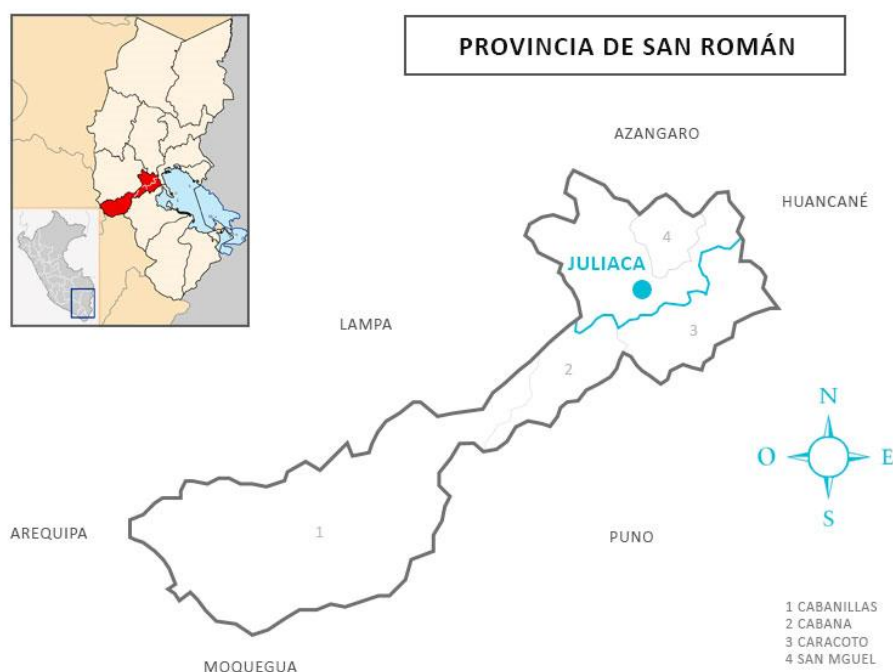 PROVINCIA DE SAN ROMÁN
AZANGARO
HUANCANÉ
4
JULIACA
LAMPA
3
2
N
O
E
S
AREQUIPA
1
PUNO
1 CABANILLAS
2 CABANA
3 CARACOTO
4 SAN MGUEL
MOQUEGUA